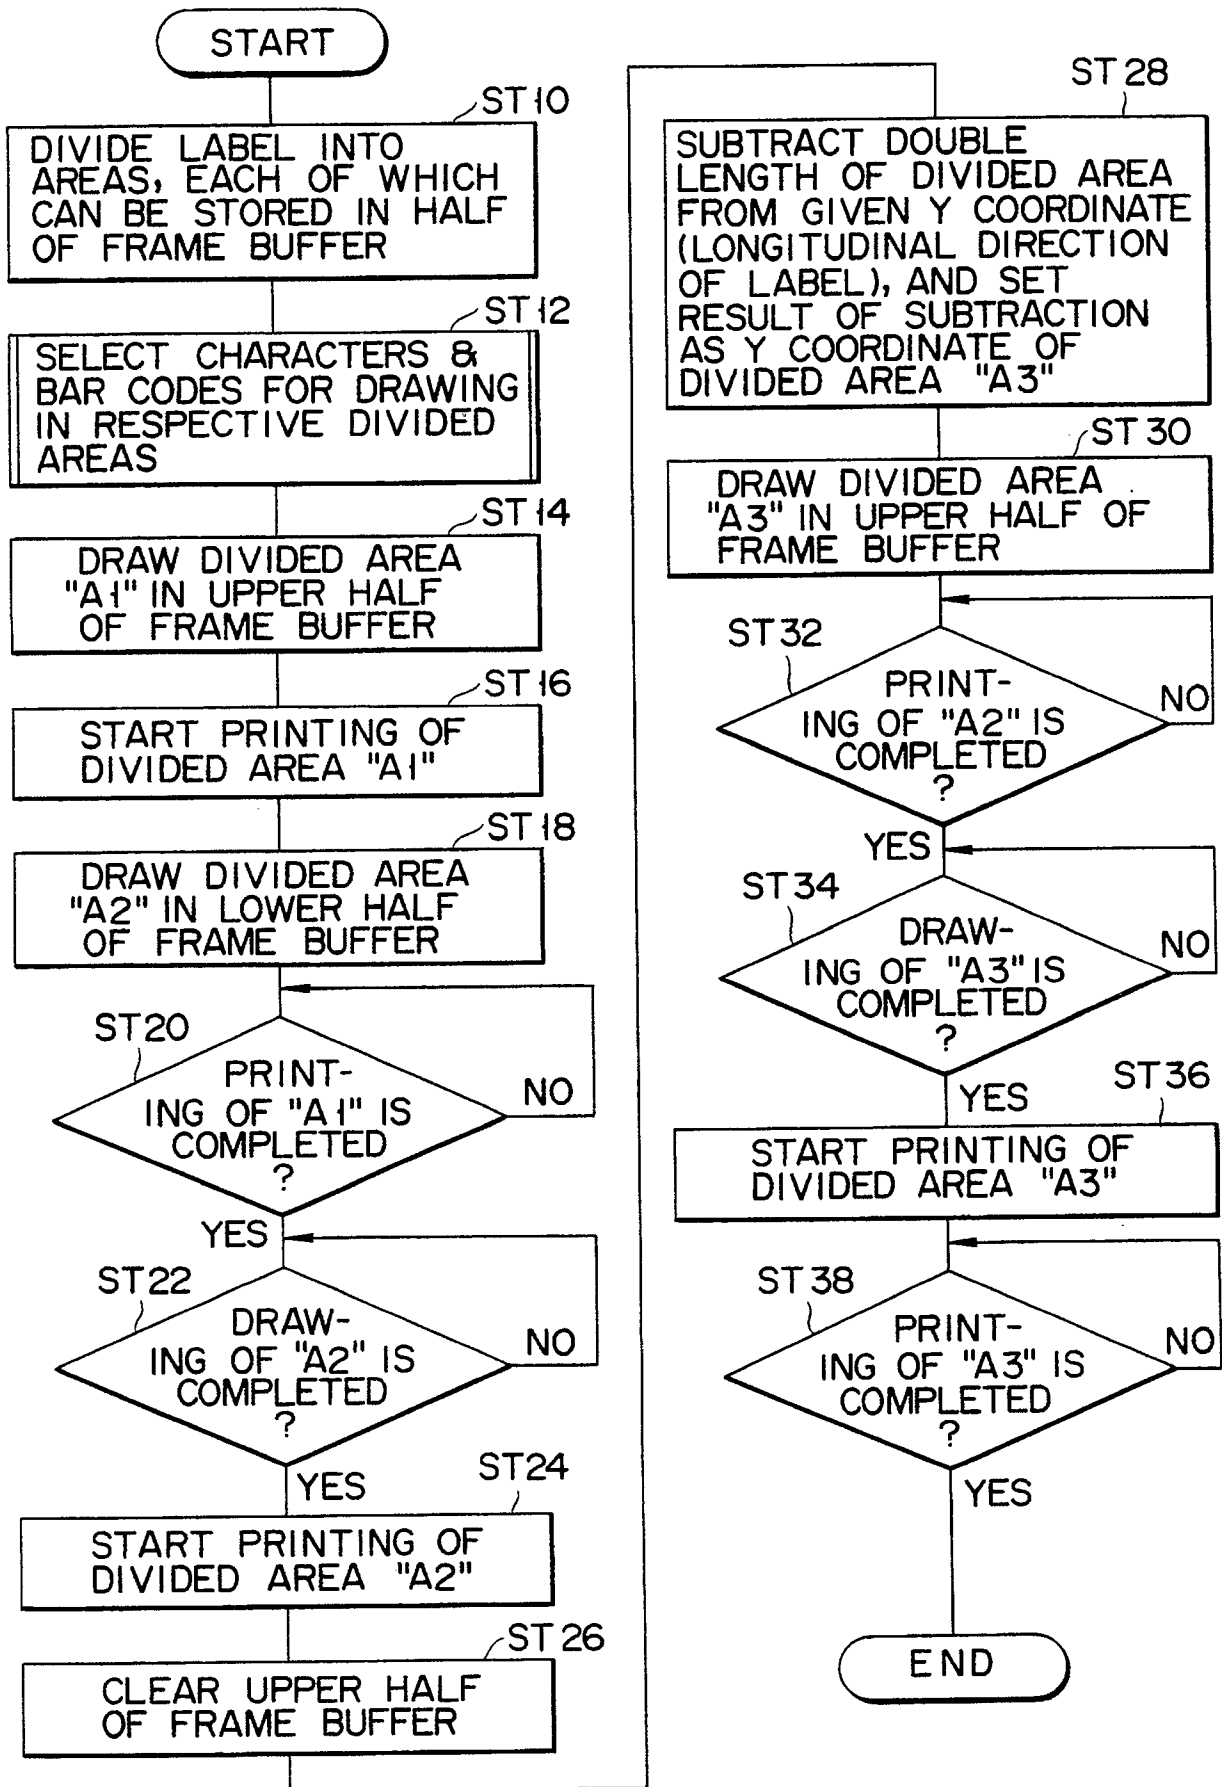 START
ST10
DIVIDE LABEL INTO
AREAS, EACH OF WHICH
CAN BE STORED IN HALF
OF FRAME BUFFER
ST12
SELECT CHARACTERS &
BAR CODES FOR DRAWING
IN RESPECTIVE DIVIDED
AREAS
ST14
DRAW DIVIDED AREA
"A1" IN UPPER HALF
OF FRAME BUFFER
ST16
START PRINTING OF
DIVIDED AREA "A1"
ST18
DRAW DIVIDED AREA
"A2" IN LOWER HALF
OF FRAME BUFFER
ST20
PRINT-
ING OF "A1" IS
COMPLETED
?
NO
YES
ST22
DRAW-
ING OF "A2" IS
COMPLETED
?
NO
YES
ST24
START PRINTING OF
DIVIDED AREA "A2"
ST26
CLEAR UPPER HALF
OF FRAME BUFFER
ST28
SUBTRACT DOUBLE
LENGTH OF DIVIDED AREA
FROM GIVEN Y COORDINATE
(LONGITUDINAL DIRECTION
OF LABEL), AND SET
RESULT OF SUBTRACTION
AS Y COORDINATE OF
DIVIDED AREA "A3"
ST30
DRAW DIVIDED AREA
"A3" IN UPPER HALF OF
FRAME BUFFER
ST32
PRINT-
ING OF "A2" IS
COMPLETED
?
NO
YES
ST34
DRAW-
ING OF "A3" IS
COMPLETED
?
NO
YES
ST36
START PRINTING OF
DIVIDED AREA "A3"
ST38
PRINT-
ING OF "A3" IS
COMPLETED
?
NO
YES
END